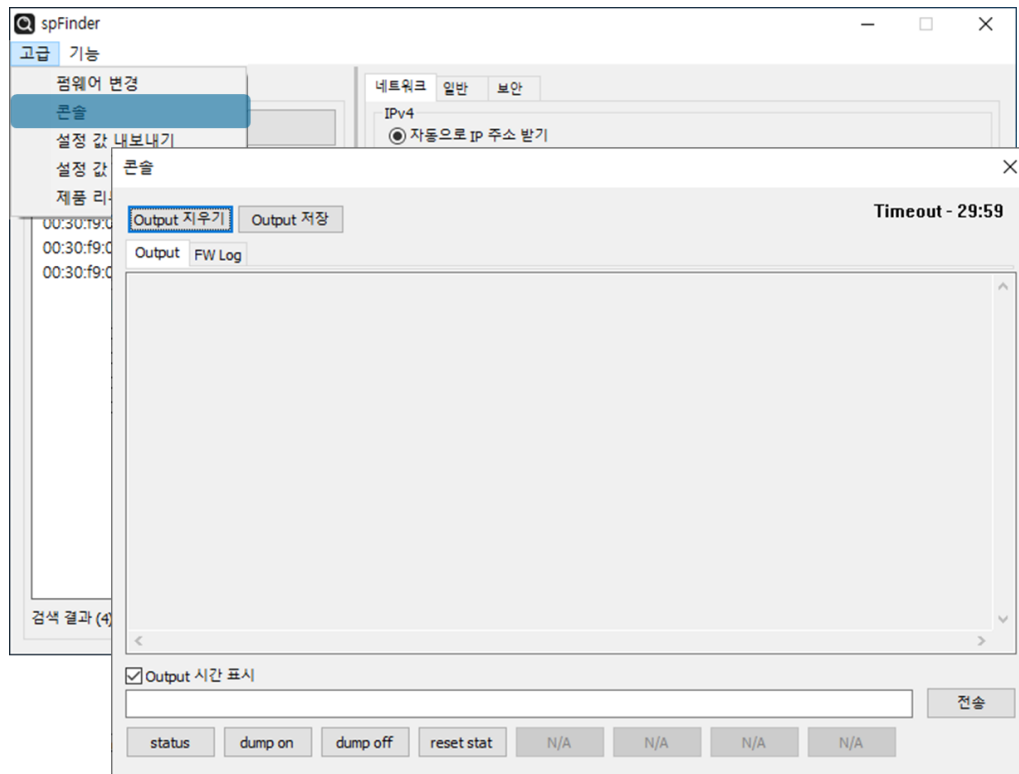 spFinder
고급 기능
펌웨어 변경
콘솔
설정 값 내보내기
설정 값
제품 리
네트워크 일반 보안
IPv4
자동으로 IP 주소 받기
00:30:f9:0
00:30:f9:0
00:30:f9:0
검색 결과 (4)
콘솔
Output 지우기 Output 저장
Timeout - 29:59
Output FW Log
Output 시간 표시
전송
status dump on dump off reset stat N/A N/A N/A N/A